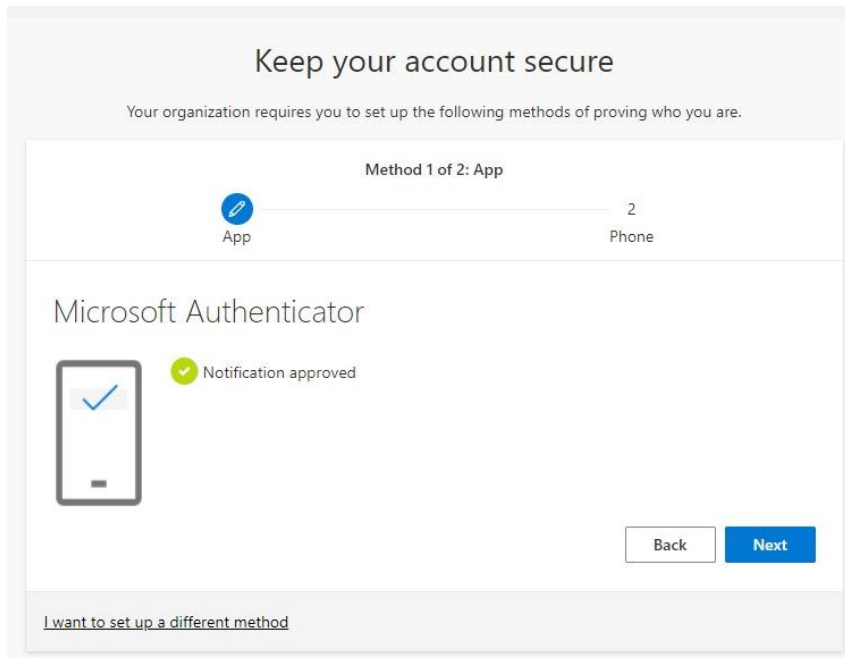 Keep your account secure
Your organization requires you to set up the following methods of proving who you are.
Method 1 of 2: App
2
App
Phone
Microsoft Authenticator
Notification approved
Back
Next
I want to set up a different method